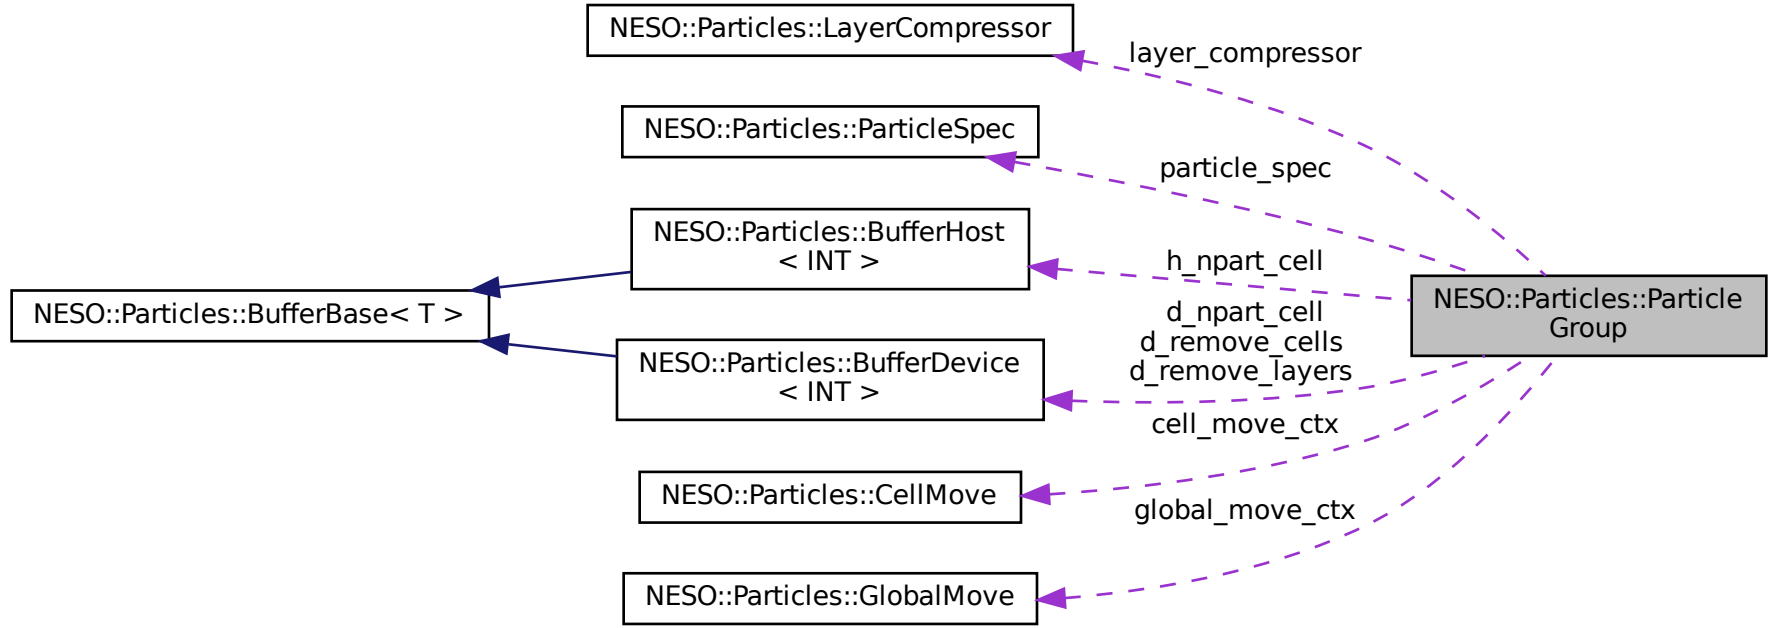 NESO::Particles::LayerCompressor
layer_compressor
NESO::Particles::ParticleSpec
particle_spec
NESO::Particles::BufferHost
< INT >
h_npart_cell
NESO::Particles::Particle
Group
NESO::Particles::BufferBase< T >
d_npart_cell
d_remove_cells
d_remove_layers
NESO::Particles::BufferDevice
< INT >
cell_move_ctx
NESO::Particles::CellMove
global_move_ctx
NESO::Particles::GlobalMove